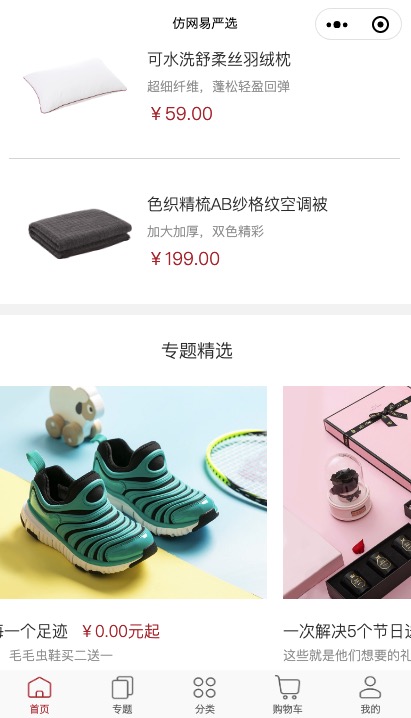 仿网易严选
可水洗舒柔丝羽绒枕
超细纤维，蓬松轻盈回弹
￥59.00
色织精梳AB纱格纹空调被
加大加厚，双色精彩
￥199.00
专题精选
一个足迹 ￥0.00元起
毛毛虫鞋买二送一
一次解决5个节日
这些就是他们想要的礼
首页
专题
分类
购物车
我的